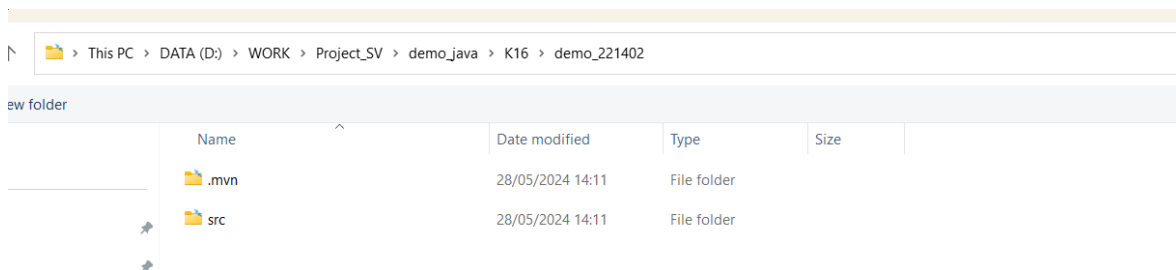 This PC > DATA (D:) > WORK > Project_SV > demo_java > K16 > demo_221402
ew folder
Name Date modified Type Size
.mvn 28/05/2024 14:11 File folder
src 28/05/2024 14:11 File folder